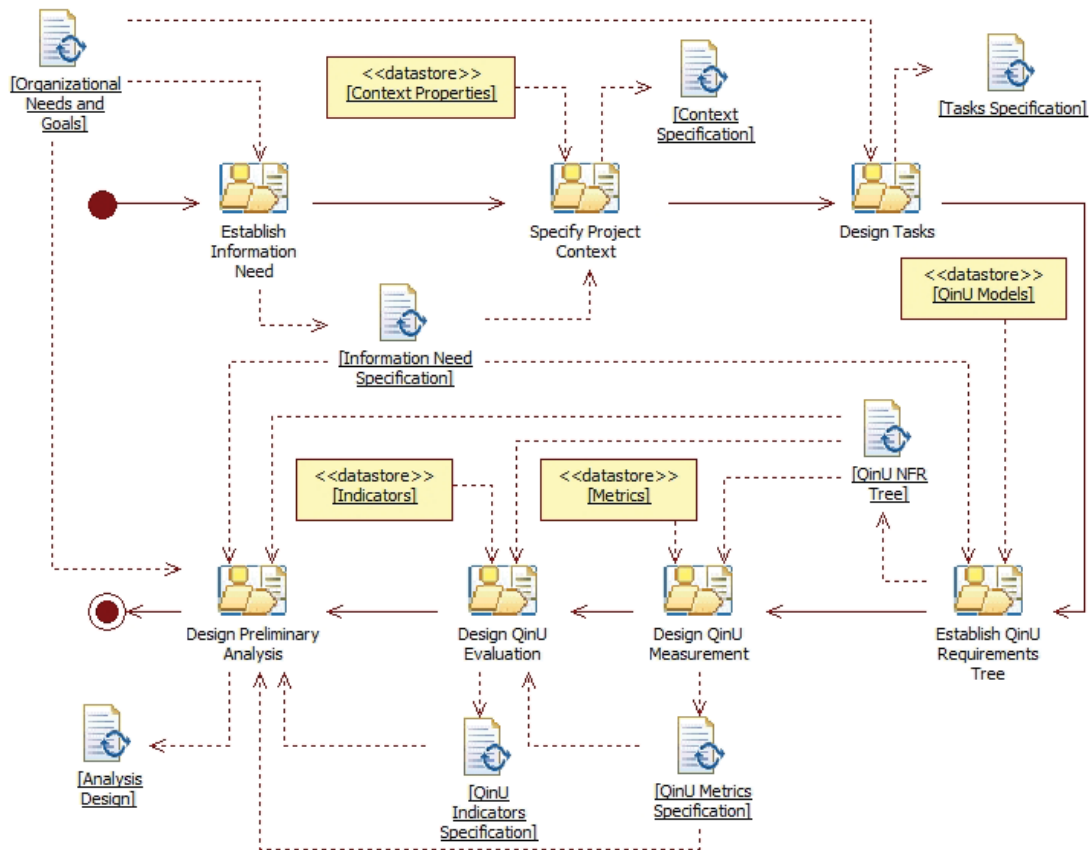 [Organizational
Needs and
Goals]
<<datastore>>
[Context Properties]
[Context
Specification]
[Tasks Specification]
Establish
Information
Need
Specify Project
Context
Design Tasks
<<datastore>>
[QinU Models]
[Information Need
Specification]
<<datastore>>
[Indicators]
<<datastore>>
[Metrics]
[QinU NFR
Tree]
Design Preliminary
Analysis
Design QinU
Evaluation
Design QinU
Measurement
Establish QinU
Requirements
Tree
[Analysis
Design]
[QinU
Indicators
Specification]
[QinU Metrics
Specification]